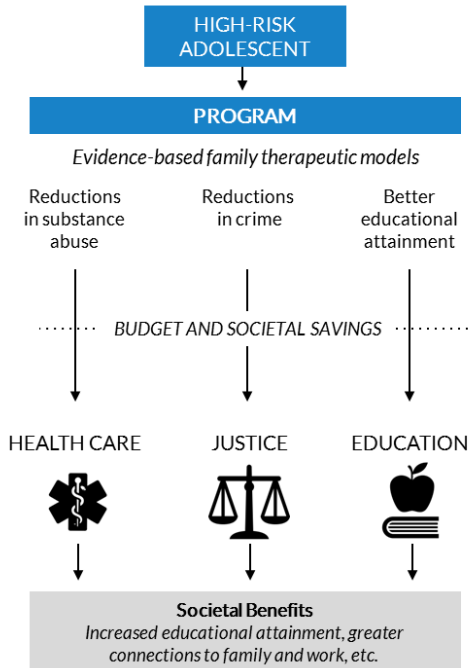 HIGH-RISK
ADOLESCENT
PROGRAM
Evidence-based family therapeutic models
Reductions
in substance
abuse
Reductions
in crime
Better
educational
attainment
BUDGET AND SOCIETAL SAVINGS
HEALTH CARE
JUSTICE
EDUCATION
Societal Benefits
Increased educational attainment, greater
connections to family and work, etc.